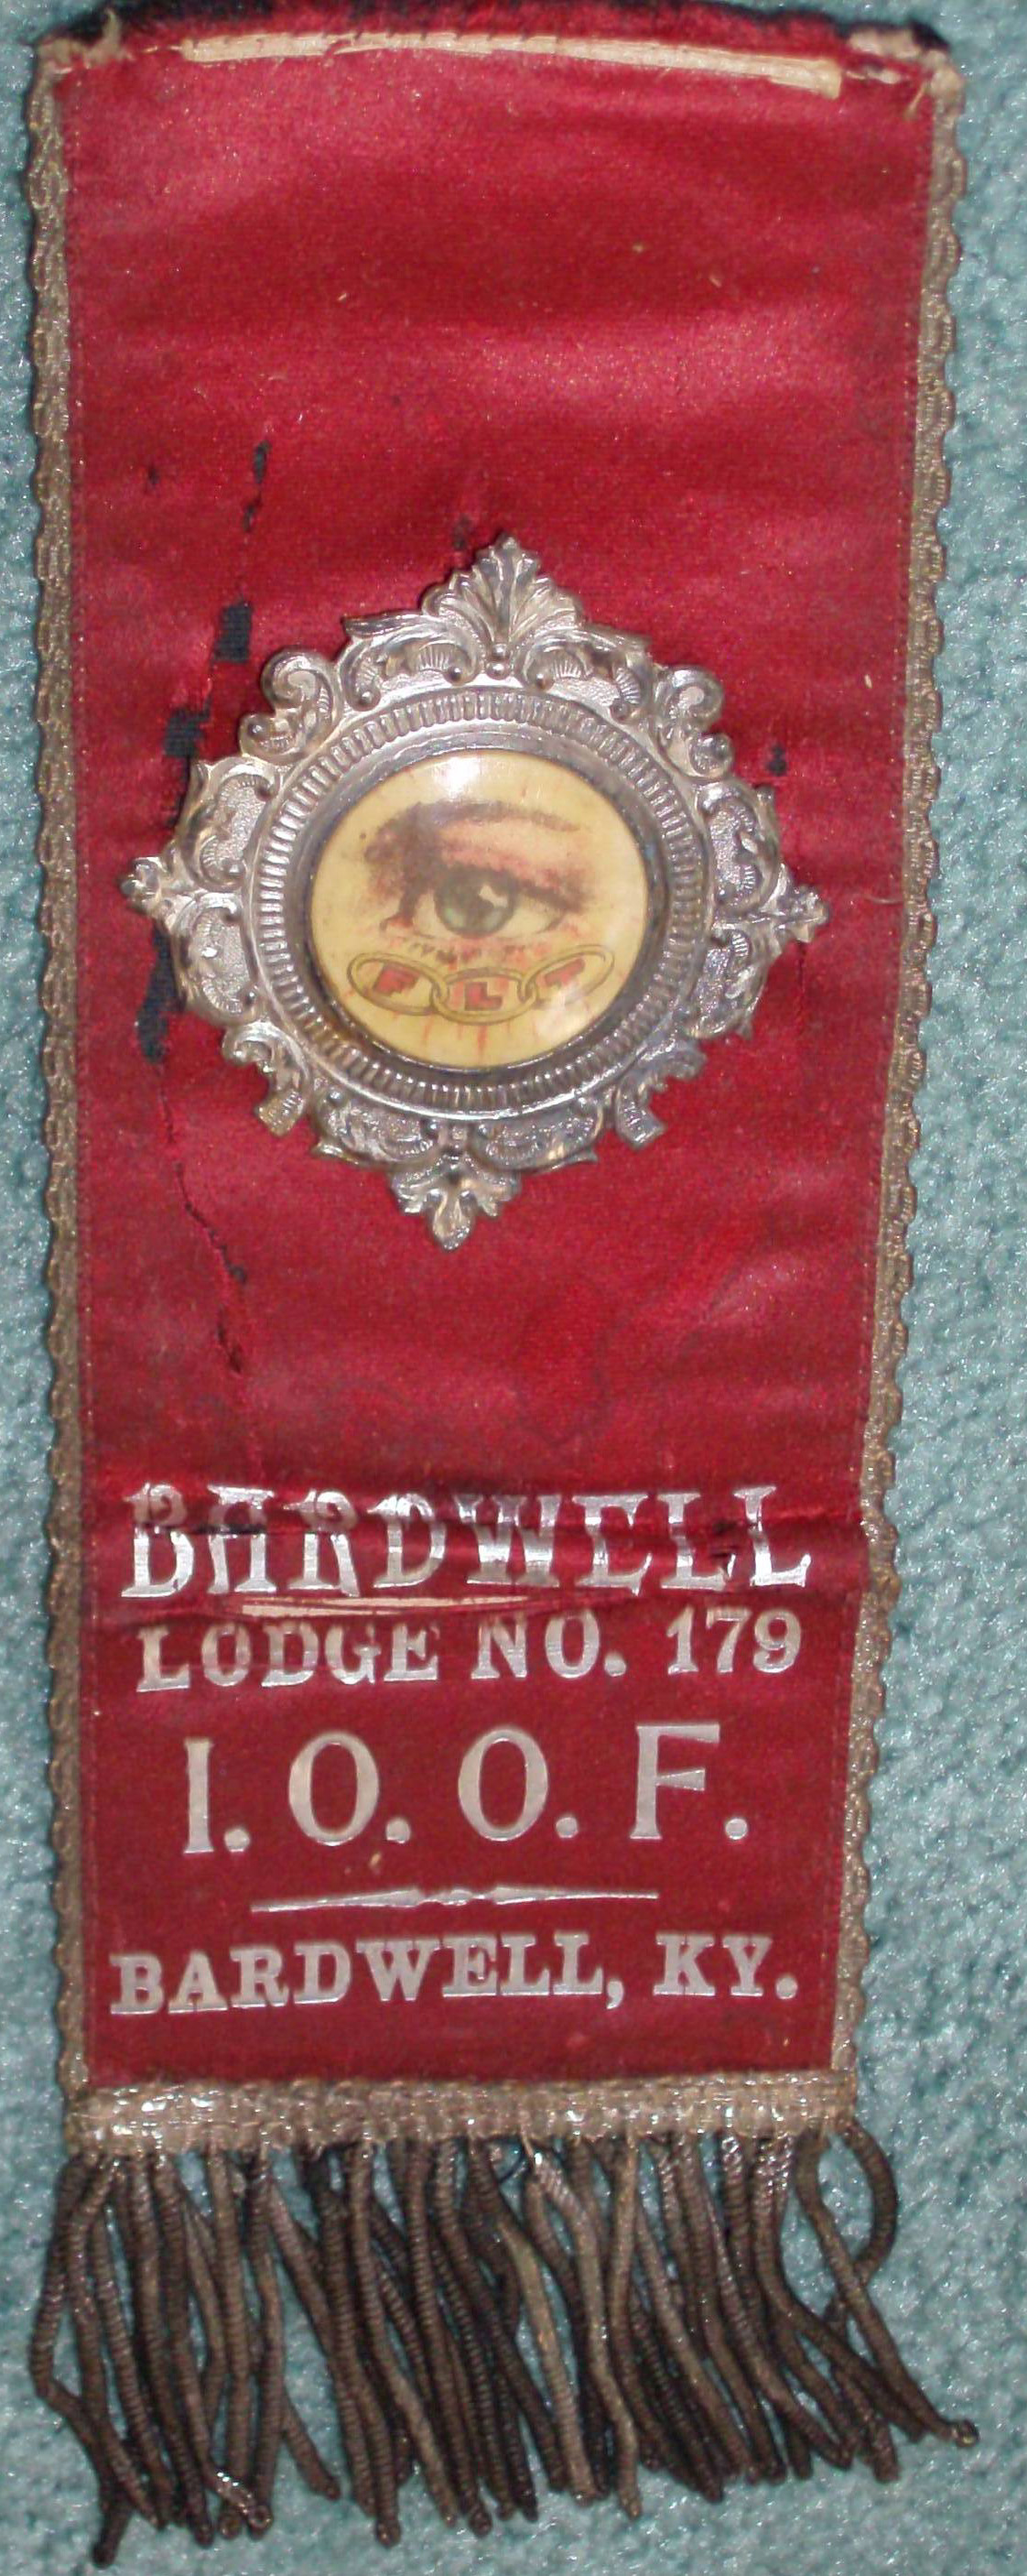 F L T
BARDWELL
LODGE NO. 179
I. O. O. F.
BARDWELL, KY.